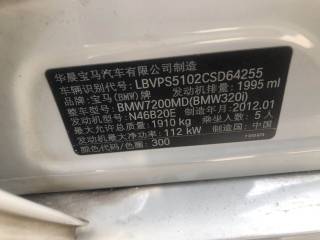 华晨宝马汽车有限公司制造
车辆识别代号: LBVPS5102CSD64255
品牌: 宝马(BMW)牌 发动机排量: 1995 ml
整车型号: BMW7200MD(BMW320i)
发动机型号: N46B20E 制造年月: 2012.01
最大允许总质量: 1910 kg 乘坐人数: 5 人
发动机最大净功率: 112 kW 制造国: 中国
颜色代码/色圈: 300